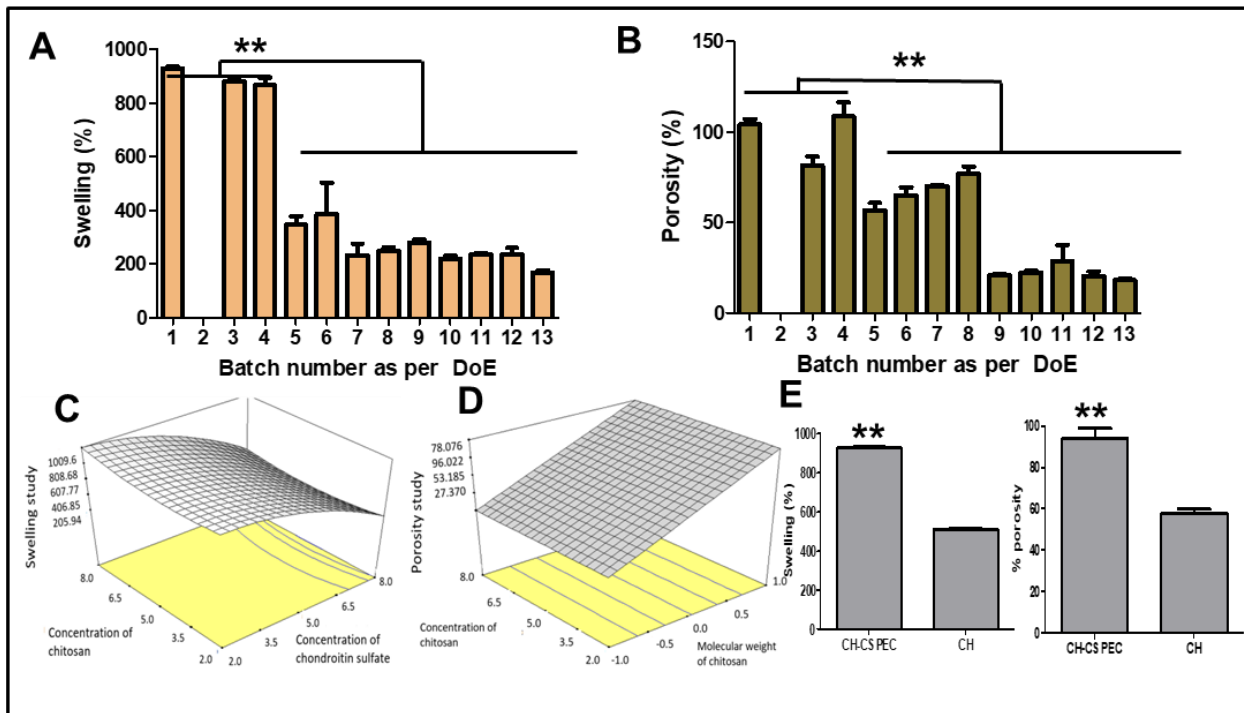 A
**
Swelling (%)
1000
800
600
400
200
0
1 2 3 4 5 6 7 8 9 10 11 12 13
Batch number as per DoE
B
**
Porosity (%)
150
100
50
0
1 2 3 4 5 6 7 8 9 10 11 12 13
Batch number as per DoE
C
Swelling study
1009.6
808.68
607.77
406.85
205.94
8.0
6.5
5.0
3.5
2.0
Concentration of
chitosan
2.0
3.5
5.0
6.5
8.0
Concentration of
chondroitin sulfate
D
Porosity study
78.076
96.022
53.185
27.370
8.0
6.5
5.0
3.5
2.0
Concentration of
chitosan
-1.0
-0.5
0.0
0.5
1.0
Molecular weight
of chitosan
E
**
Swelling (%)
1000
800
600
400
200
0
CH-CS PEC CH
**
% porosity
100
80
60
40
20
0
CH-CS PEC CH